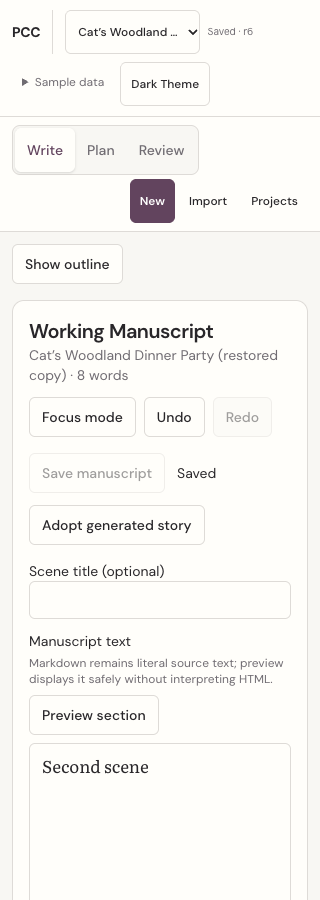 PCC
Cat's Woodland ...
Saved · r6
Sample data
Dark Theme
Write
Plan
Review
New
Import
Projects
Show outline
Working Manuscript
Cat's Woodland Dinner Party (restored
copy) · 8 words
Focus mode
Undo
Redo
Save manuscript
Saved
Adopt generated story
Scene title (optional)
Manuscript text
Markdown remains literal source text; preview
displays it safely without interpreting HTML.
Preview section
Second scene